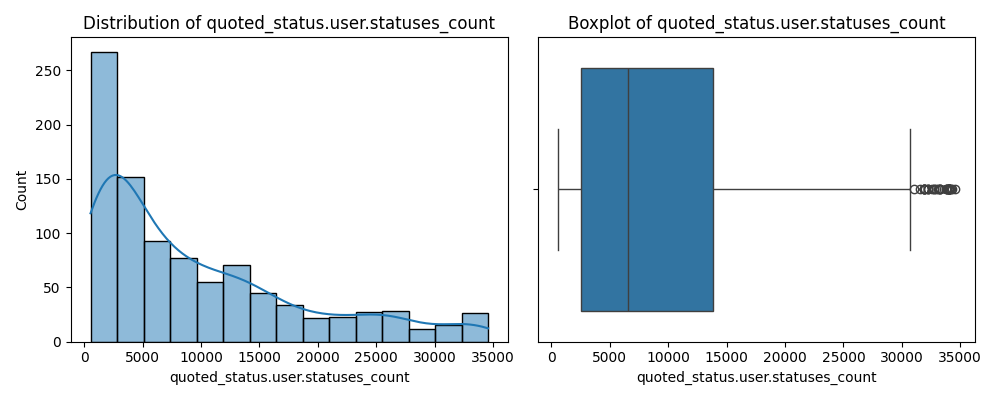 Distribution of quoted_status.user.statuses_count
Boxplot of quoted_status.user.statuses_count
Count
250
200
150
100
50
0
0 5000 10000 15000 20000 25000 30000 35000
0 5000 10000 15000 20000 25000 30000 35000
quoted_status.user.statuses_count
quoted_status.user.statuses_count